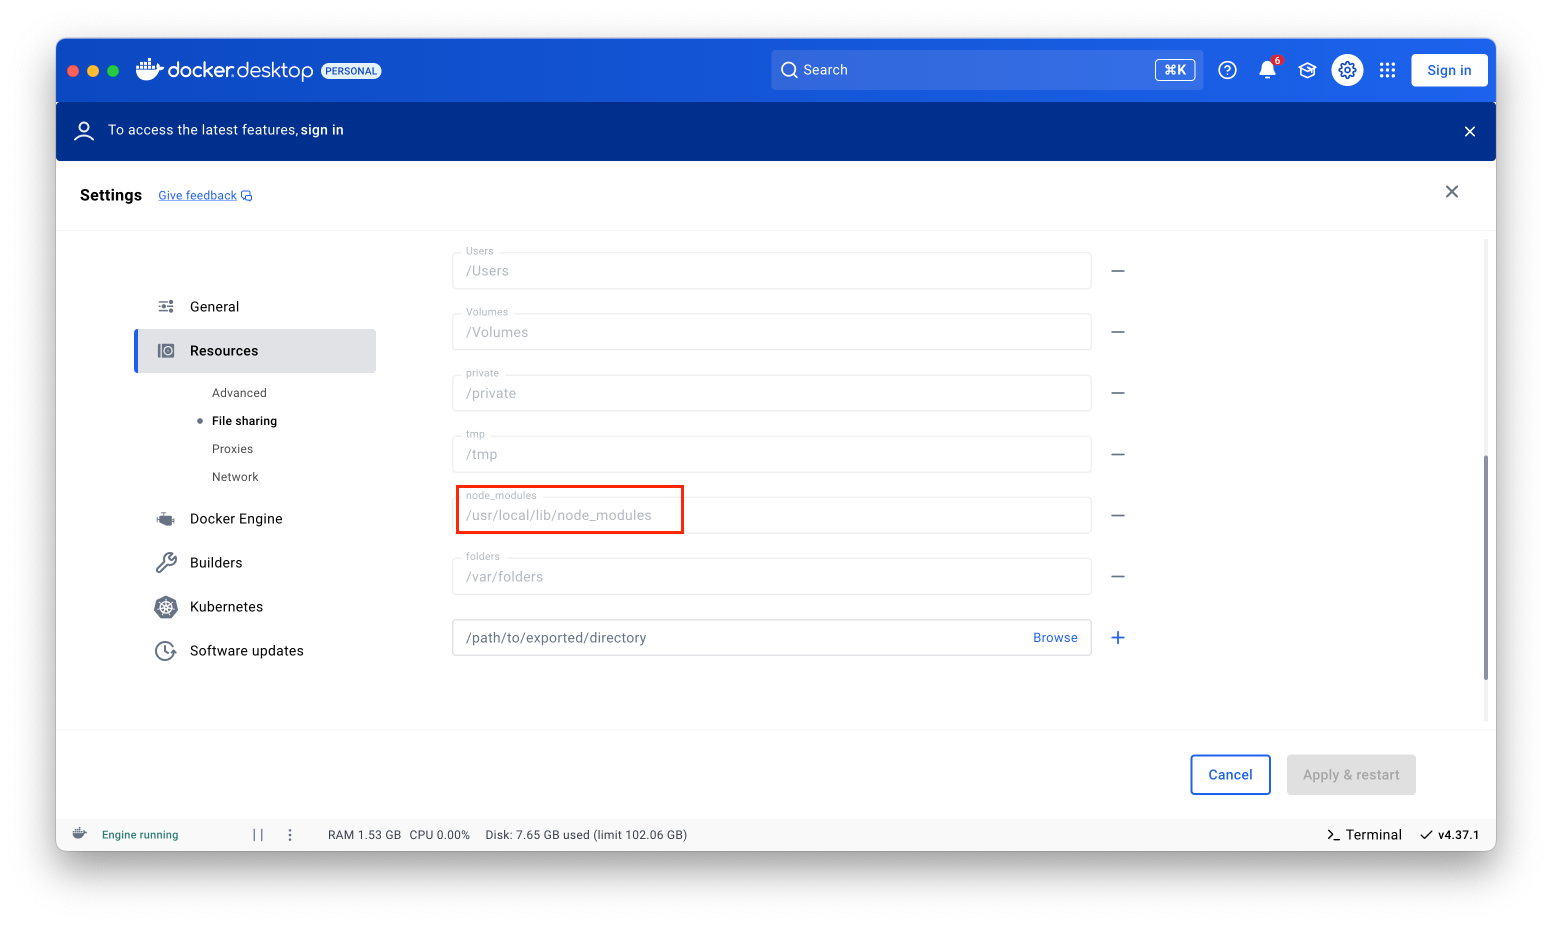 docker.desktop PERSONAL
Search
⌘K
6
Sign in
To access the latest features, sign in
Settings
Give feedback
General
Resources
Advanced
File sharing
Proxies
Network
Docker Engine
Builders
Kubernetes
Software updates
Users
/Users
Volumes
/Volumes
private
/private
tmp
/tmp
node_modules
/usr/local/lib/node_modules
folders
/var/folders
/path/to/exported/directory
Browse
Cancel
Apply & restart
Engine running
RAM 1.53 GB CPU 0.00% Disk: 7.65 GB used (limit 102.06 GB)
Terminal
v4.37.1